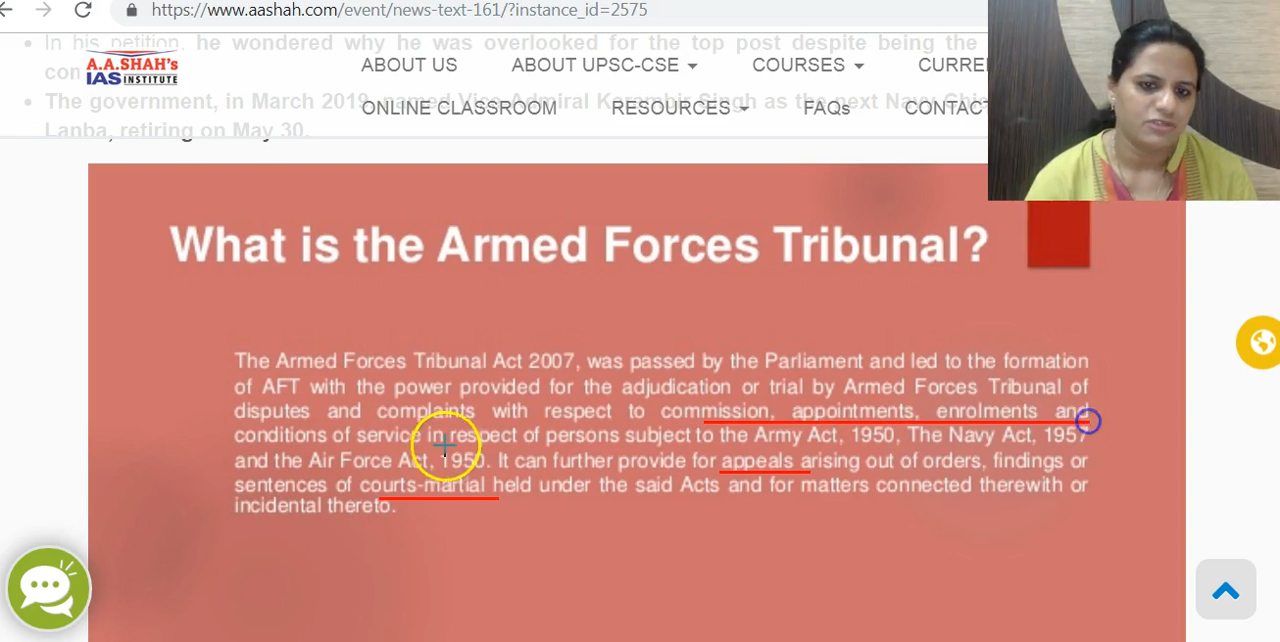 https://www.aashah.com/event/news-text-161/?instance_id=2575
In his petition, he wondered why he was overlooked for the top post despite being the
com
A.A.SHAH'S
IAS INSTITUTE
ABOUT US
ABOUT UPSC-CSE
COURSES
CURRE
The government, in March 2019, named Vice Admiral Karambir Singh as the next Navy Chi
Lanba, retiring on May 30.
ONLINE CLASSROOM
RESOURCES
FAQs
CONTAC
What is the Armed Forces Tribunal?
The Armed Forces Tribunal Act 2007, was passed by the Parliament and led to the formation
of AFT with the power provided for the adjudication or trial by Armed Forces Tribunal of
disputes and complaints with respect to commission, appointments, enrolments and
conditions of service in respect of persons subject to the Army Act, 1950, The Navy Act, 1957
and the Air Force Act, 1950. It can further provide for appeals arising out of orders, findings or
sentences of courts-martial held under the said Acts and for matters connected therewith or
incidental thereto.